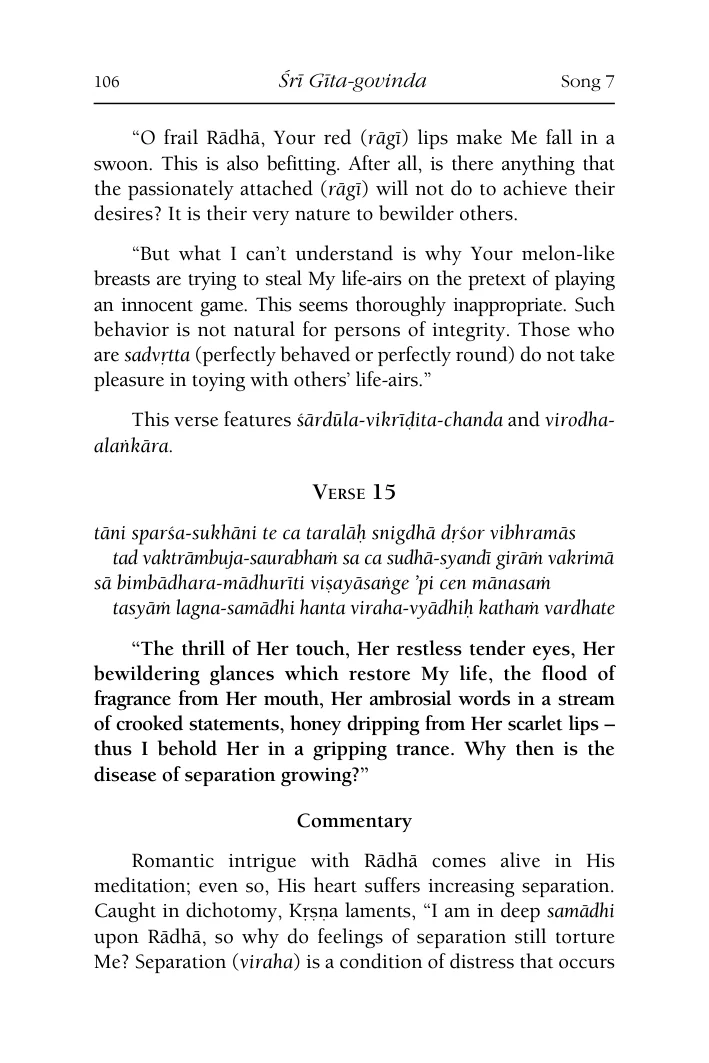 106 Śrī Gīta-govinda Song 7
“O frail Rādhā, Your red (rāgī) lips make Me fall in a
swoon. This is also befitting. After all, is there anything that
the passionately attached (rāgī) will not do to achieve their
desires? It is their very nature to bewilder others.
“But what I can’t understand is why Your melon-like
breasts are trying to steal My life-airs on the pretext of playing
an innocent game. This seems thoroughly inappropriate. Such
behavior is not natural for persons of integrity. Those who
are sadvṛtta (perfectly behaved or perfectly round) do not take
pleasure in toying with others’ life-airs.”
This verse features śārdūla-vikrīḍita-chanda and virodha-
alaṅkāra.
Verse 15
tāni sparśa-sukhāni te ca taralāḥ snigdhā dṛśor vibhramās
tad vaktrāmbuja-saurabhaṁ sa ca sudhā-syandī girāṁ vakrimā
sā bimbādhara-mādhurīti viṣayāsaṅge ’pi cen mānasaṁ
tasyāṁ lagna-samādhi hanta viraha-vyādhiḥ kathaṁ vardhate
“The thrill of Her touch, Her restless tender eyes, Her
bewildering glances which restore My life, the flood of
fragrance from Her mouth, Her ambrosial words in a stream
of crooked statements, honey dripping from Her scarlet lips –
thus I behold Her in a gripping trance. Why then is the
disease of separation growing?”
Commentary
Romantic intrigue with Rādhā comes alive in His
meditation; even so, His heart suffers increasing separation.
Caught in dichotomy, Kṛṣṇa laments, “I am in deep samādhi
upon Rādhā, so why do feelings of separation still torture
Me? Separation (viraha) is a condition of distress that occurs